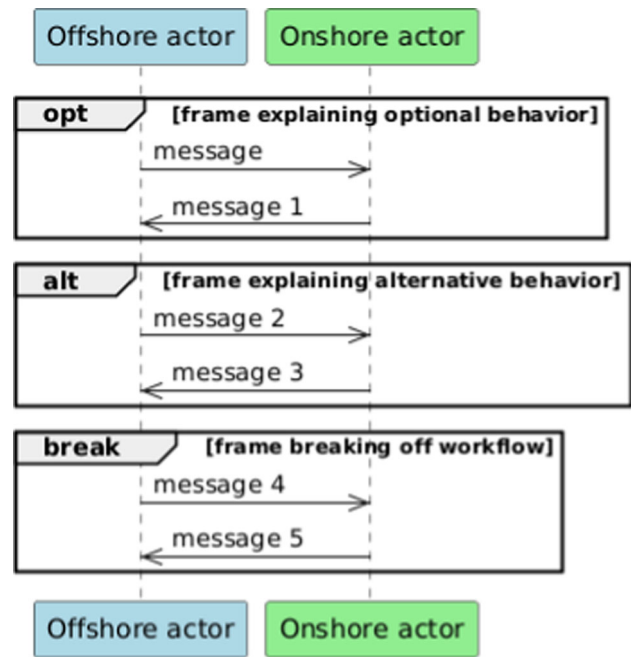 Offshore actor
Onshore actor
opt
[frame explaining optional behavior]
message
message 1
alt
[frame explaining alternative behavior]
message 2
message 3
break
[frame breaking off workflow]
message 4
message 5
Offshore actor
Onshore actor